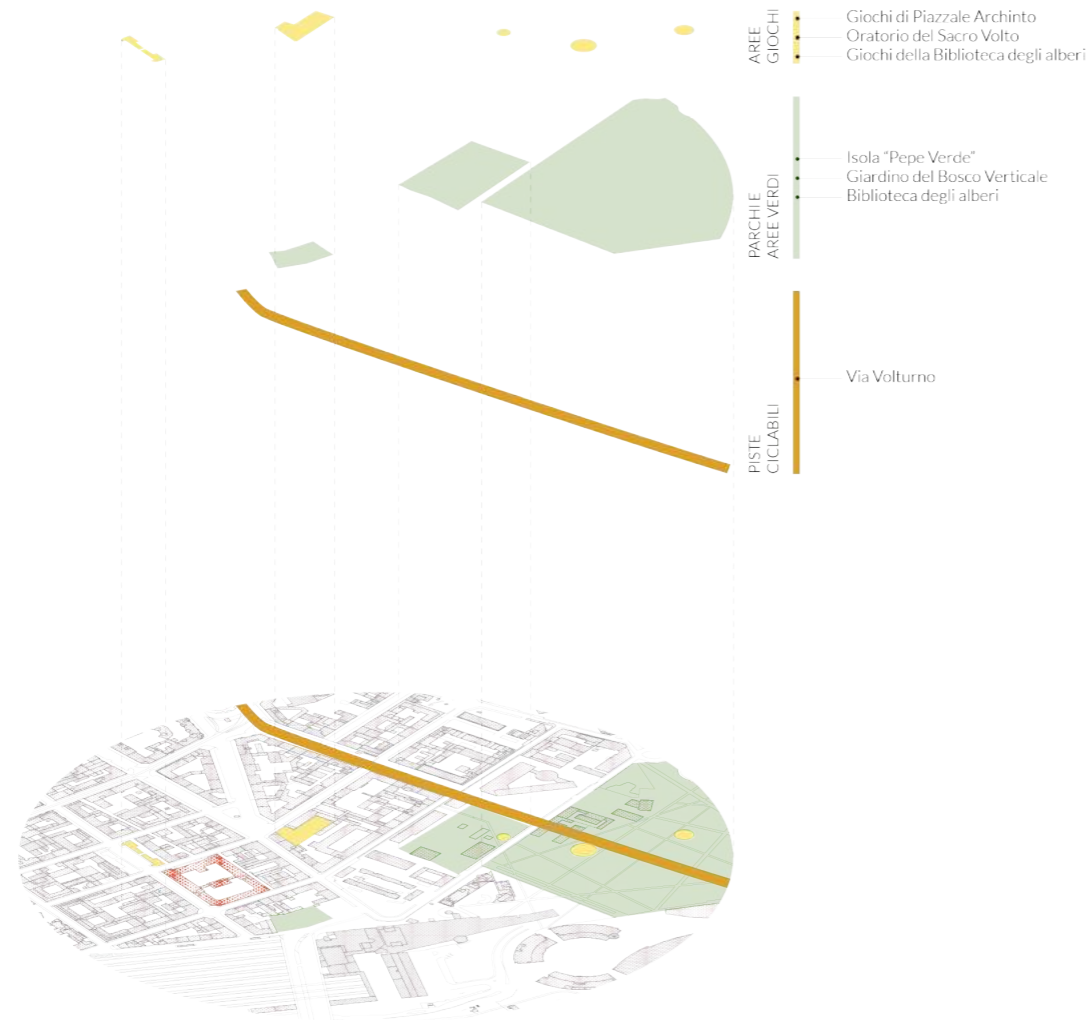 AREE
GIOCHI
Giochi di Piazzale Archinto
Oratorio del Sacro Volto
Giochi della Biblioteca degli alberi
PARCHI E
AREE VERDI
Isola "Pepe Verde"
Giardino del Bosco Verticale
Biblioteca degli alberi
PISTE
CICLABILI
Via Volturno